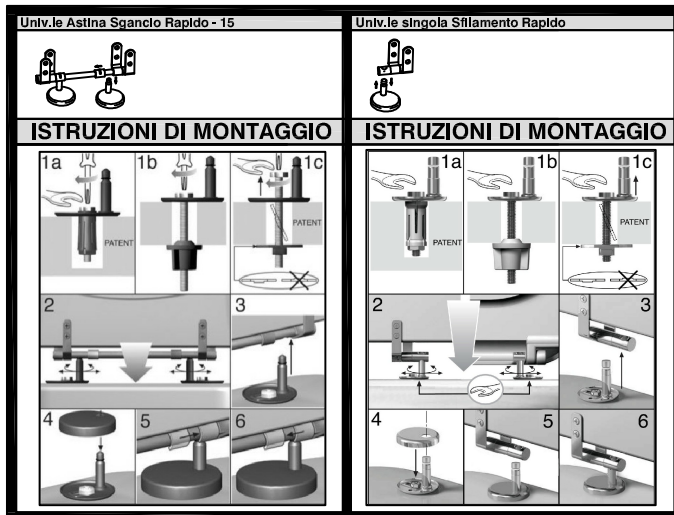 Univ.le Astina Sgancio Rapido - 15
ISTRUZIONI DI MONTAGGIO
1a
1b
1c
PATENT
PATENT
2
3
4
5
6
Univ.le singola Sfilamento Rapido
ISTRUZIONI DI MONTAGGIO
1a
1b
1c
PATENT
PATENT
2
3
4
5
6